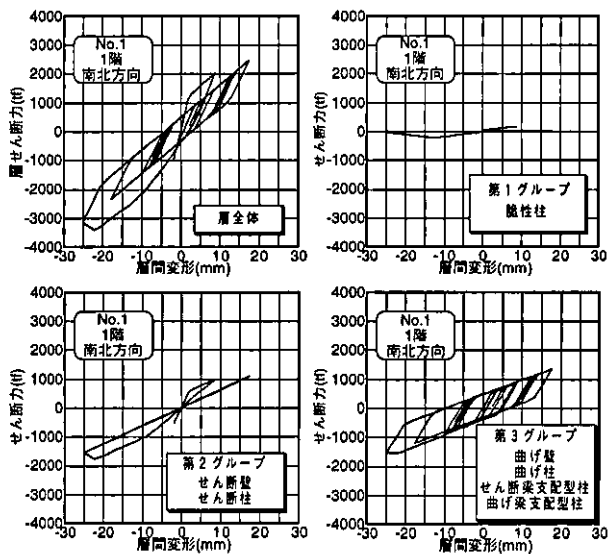 4000
3000
2000
1000
0
-1000
-2000
-3000
-4000
層せん断力(tf)
No.1
1階
南北方向
層全体
-30 -20 -10 0 10 20 30
層間変形(mm)
4000
3000
2000
1000
0
-1000
-2000
-3000
-4000
せん断力(tf)
No.1
1階
南北方向
第1グループ
脆性柱
-30 -20 -10 0 10 20 30
層間変形(mm)
4000
3000
2000
1000
0
-1000
-2000
-3000
-4000
せん断力(tf)
No.1
1階
南北方向
第2グループ
せん断壁
せん断柱
-30 -20 -10 0 10 20 30
層間変形(mm)
4000
3000
2000
1000
0
-1000
-2000
-3000
-4000
せん断力(tf)
No.1
1階
南北方向
第3グループ
曲げ壁
曲げ柱
せん断梁支配型柱
曲げ梁支配型柱
-30 -20 -10 0 10 20 30
層間変形(mm)